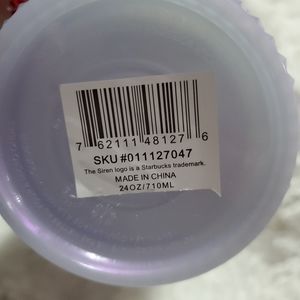 7 62111 48127 6
SKU #011127047
The Siren logo is a Starbucks trademark.
MADE IN CHINA
24OZ/710ML